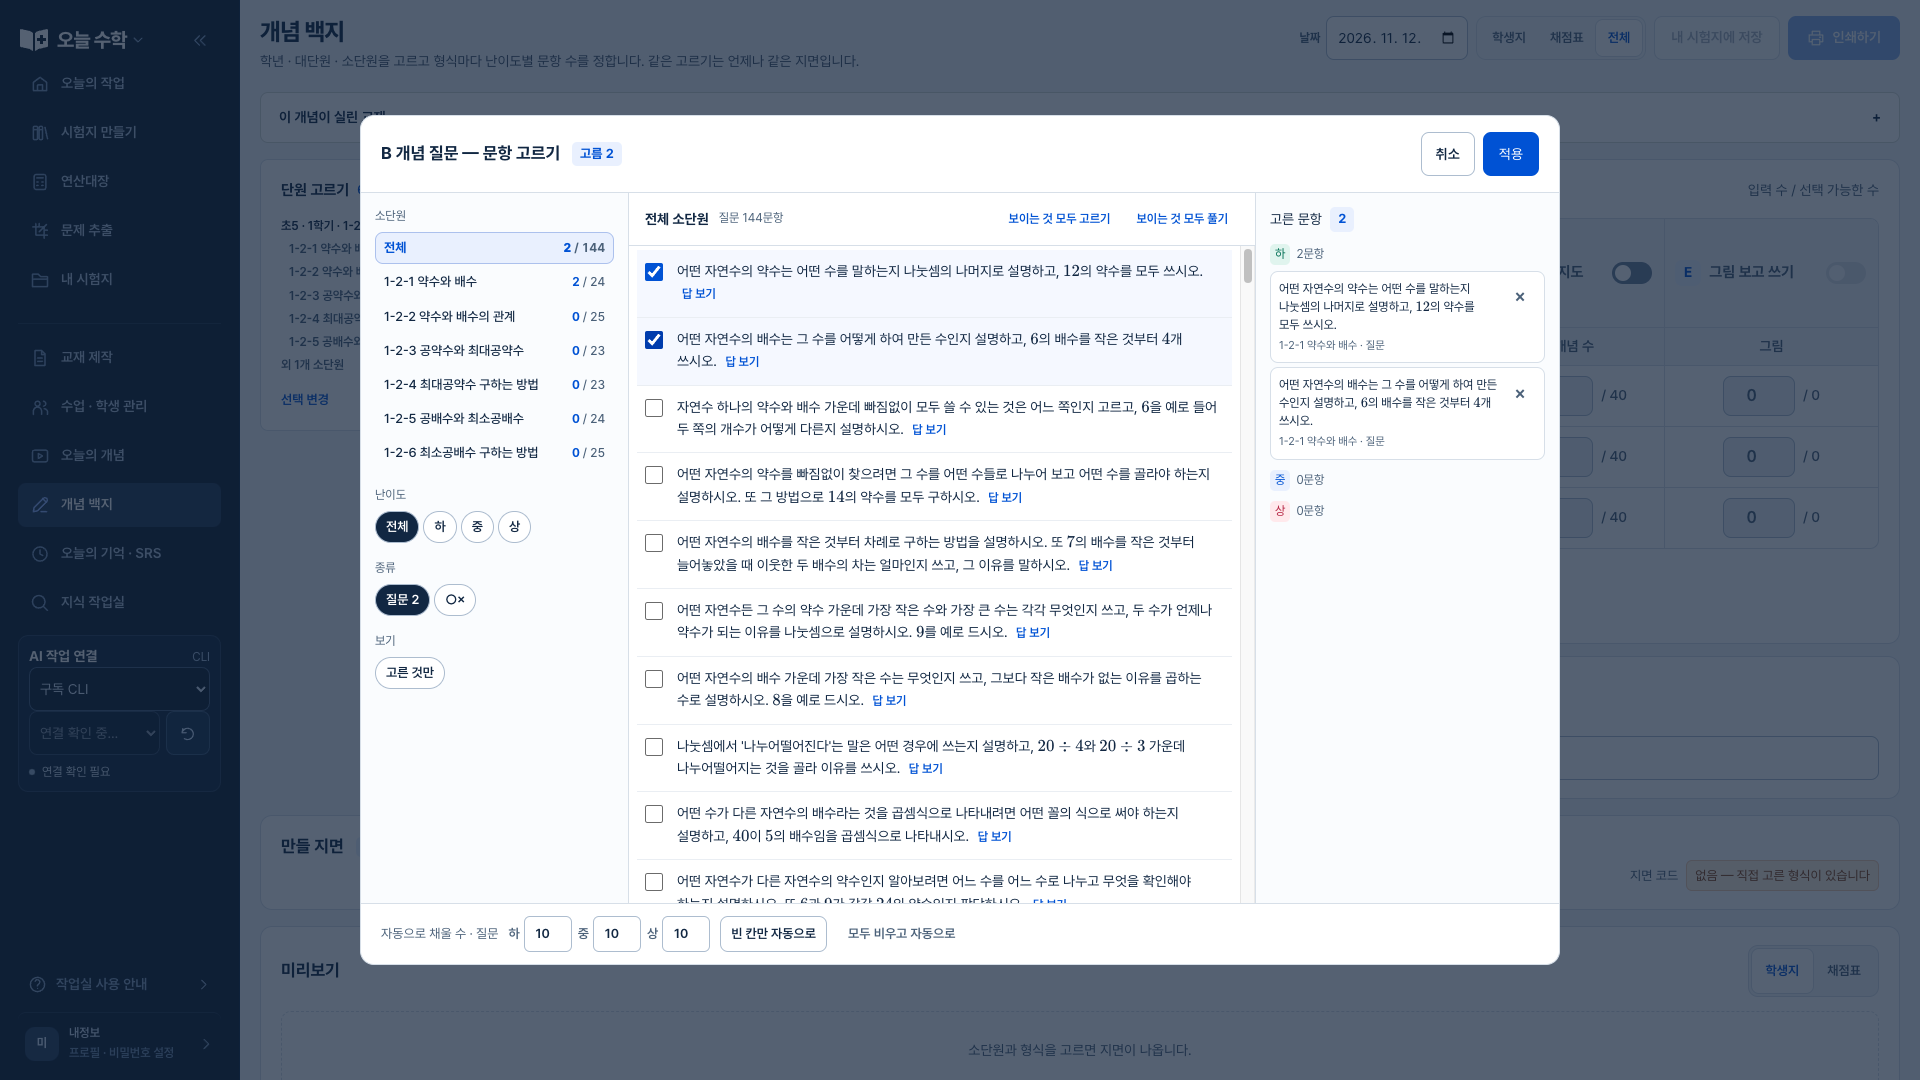 오늘 수학
오늘의 작업
시험지 만들기
연산대장
문제 추출
내 시험지
교재 제작
수업 · 학생 관리
오늘의 개념
개념 백지
오늘의 기억 · SRS
지식 작업실
AI 작업 연결 CLI
구독 CLI
연결 확인 중...
연결 확인 필요
작업실 사용 안내
미
내정보
프로필 · 비밀번호 설정
개념 백지
학년 · 대단원 · 소단원을 고르고 형식마다 난이도별 문항 수를 정합니다. 같은 고르기는 언제나 같은 지면입니다.
날짜 2026. 11. 12.
학생지 채점표 전체
내 시험지에 저장
인쇄하기
이 개념이 실린
+
단원 고르기
초5 · 1학기 · 1-2
1-2-1 약수와
1-2-2 약수와
1-2-3 공약수와
1-2-4 최대공약
1-2-5 공배수와
외 1개 소단원
선택 변경
입력 수 / 선택 가능한 수
E 그림 보고 쓰기
그림
/ 40 0 / 0
/ 40 0 / 0
/ 40 0 / 0
만들 지면
지면 코드 없음 — 직접 고른 형식이 있습니다
미리보기
학생지 채점표
소단원과 형식을 고르면 지면이 나옵니다.
B 개념 질문 — 문항 고르기 고름 2
취소 적용
소단원
전체 2 / 144
1-2-1 약수와 배수 2 / 24
1-2-2 약수와 배수의 관계 0 / 25
1-2-3 공약수와 최대공약수 0 / 23
1-2-4 최대공약수 구하는 방법 0 / 23
1-2-5 공배수와 최소공배수 0 / 24
1-2-6 최소공배수 구하는 방법 0 / 25
난이도
전체 하 중 상
종류
질문 2 O×
보기
고른 것만
전체 소단원 질문 144문항 보이는 것 모두 고르기 보이는 것 모두 풀기
어떤 자연수의 약수는 어떤 수를 말하는지 나눗셈의 나머지로 설명하고, 12의 약수를 모두 쓰시오.
답 보기
어떤 자연수의 배수는 그 수를 어떻게 하여 만든 수인지 설명하고, 6의 배수를 작은 것부터 4개
쓰시오. 답 보기
자연수 하나의 약수와 배수 가운데 빠짐없이 모두 쓸 수 있는 것은 어느 쪽인지 고르고, 6을 예로 들어
두 쪽의 개수가 어떻게 다른지 설명하시오. 답 보기
어떤 자연수의 약수를 빠짐없이 찾으려면 그 수를 어떤 수들로 나누어 보고 어떤 수를 골라야 하는지
설명하시오. 또 그 방법으로 14의 약수를 모두 구하시오. 답 보기
어떤 자연수의 배수를 작은 것부터 차례로 구하는 방법을 설명하시오. 또 7의 배수를 작은 것부터
늘어놓았을 때 이웃한 두 배수의 차는 얼마인지 쓰고, 그 이유를 말하시오. 답 보기
어떤 자연수든 그 수의 약수 가운데 가장 작은 수와 가장 큰 수는 각각 무엇인지 쓰고, 두 수가 언제나
약수가 되는 이유를 나눗셈으로 설명하시오. 9를 예로 드시오. 답 보기
어떤 자연수의 배수 가운데 가장 작은 수는 무엇인지 쓰고, 그보다 작은 배수가 없는 이유를 곱하는
수로 설명하시오. 8을 예로 드시오. 답 보기
나눗셈에서 '나누어떨어진다'는 말은 어떤 경우에 쓰는지 설명하고, 20 ÷ 4와 20 ÷ 3 가운데
나누어떨어지는 것을 골라 이유를 쓰시오. 답 보기
어떤 수가 다른 자연수의 배수라는 것을 곱셈식으로 나타내려면 어떤 꼴의 식으로 써야 하는지
설명하고, 40이 5의 배수임을 곱셈식으로 나타내시오. 답 보기
어떤 자연수가 다른 자연수의 약수인지 알아보려면 어느 수를 어느 수로 나누고 무엇을 확인해야
고른 문항 2
하 2문항
어떤 자연수의 약수는 어떤 수를 말하는지
나눗셈의 나머지로 설명하고, 12의 약수를
모두 쓰시오.
1-2-1 약수와 배수 · 질문
어떤 자연수의 배수는 그 수를 어떻게 하여 만든
수인지 설명하고, 6의 배수를 작은 것부터 4개
쓰시오.
1-2-1 약수와 배수 · 질문
중 0문항
상 0문항
자동으로 채울 수 · 질문 하 10 중 10 상 10 빈 칸만 자동으로 모두 비우고 자동으로